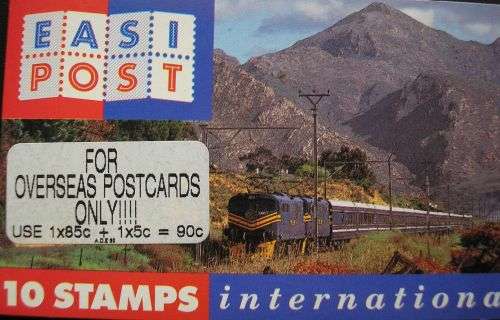 EASI
POST
FOR
OVERSEAS POSTCARDS
ONLY!!!!
USE 1x85c + 1x5c = 90c
10 STAMPS internationa